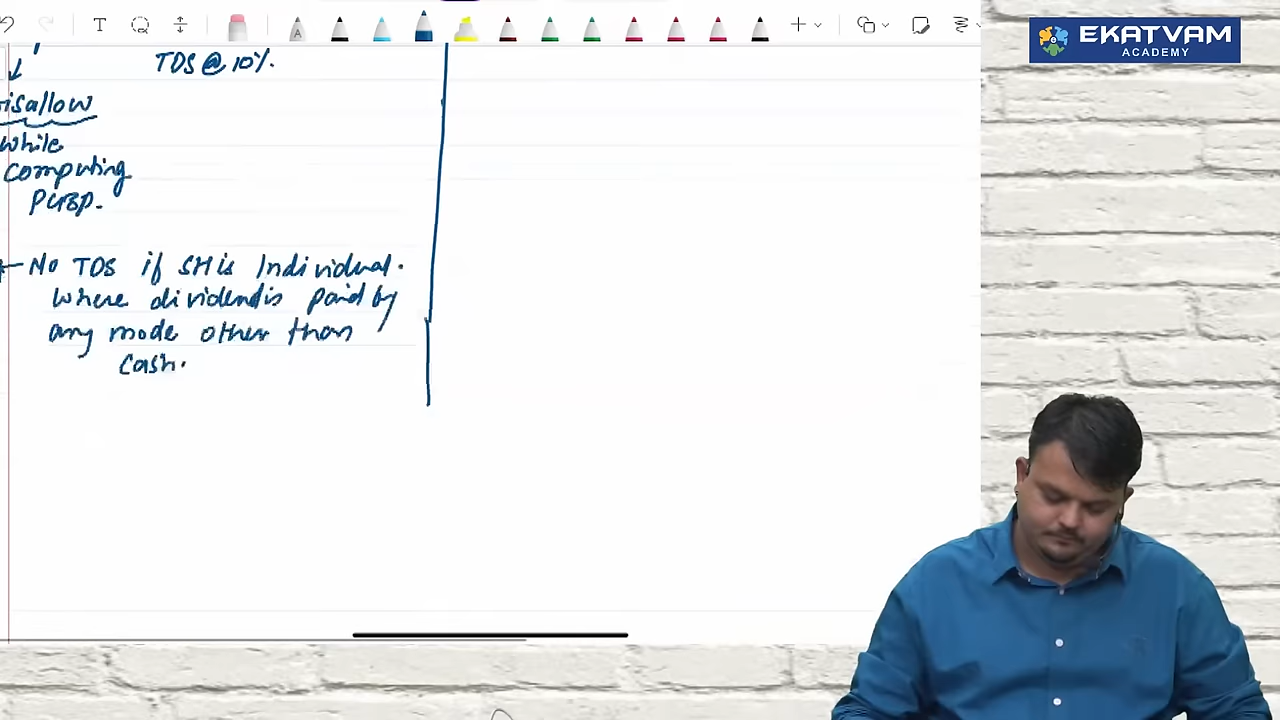 EKATVAM
ACADEMY
TDS @ 10%.
isallow
while
computing
PGBP.
No TDS if SH is Individual.
where dividend is paid by
any mode other than
cash.